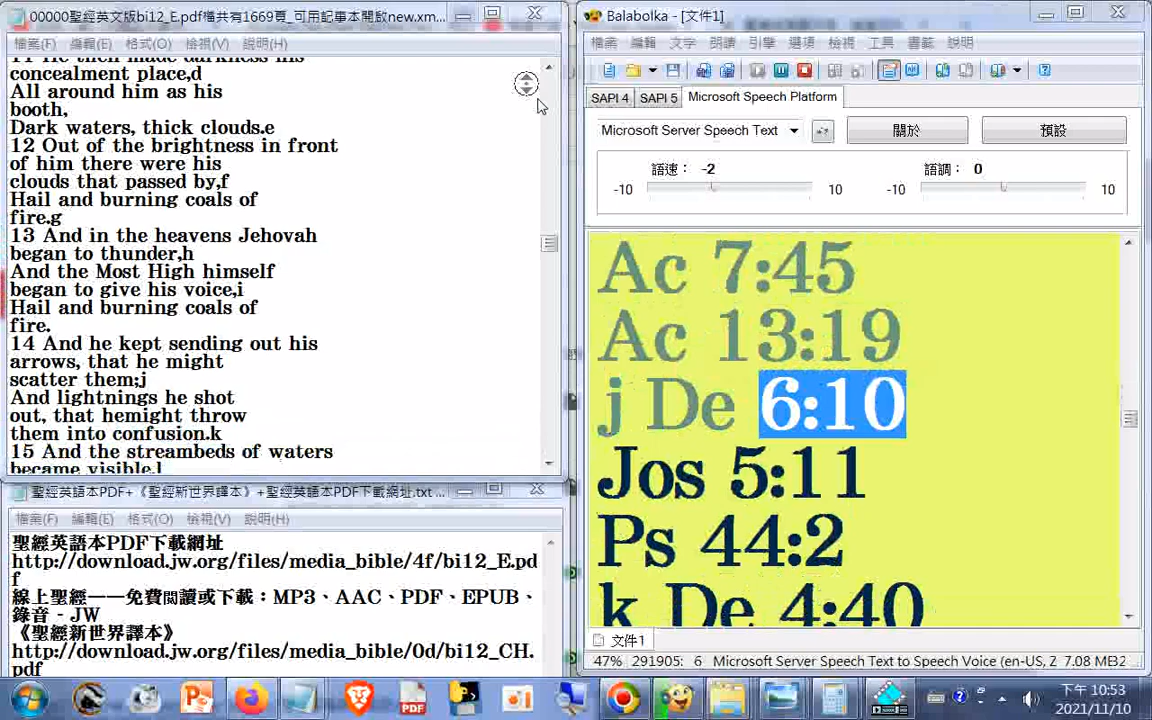 00000聖經英文版bi12_E.pdf檔共有1669頁_可用記事本開啟new.xm...
檔案(F) 編輯(E) 格式(O) 檢視(V) 說明(H)
11 He then made darkness his
concealment place,d
All around him as his
booth,
Dark waters, thick clouds.e
12 Out of the brightness in front
of him there were his
clouds that passed by,f
Hail and burning coals of
fire.g
13 And in the heavens Jehovah
began to thunder,h
And the Most High himself
began to give his voice,i
Hail and burning coals of
fire.
14 And he kept sending out his
arrows, that he might
scatter them;j
And lightnings he shot
out, that hemight throw
them into confusion.k
15 And the streambeds of waters
became visible,l
聖經英語本PDF+《聖經新世界譯本》+聖經英語本PDF下載網址.txt ...
檔案(F) 編輯(E) 格式(O) 檢視(V) 說明(H)
聖經英語本PDF下載網址
http://download.jw.org/files/media_bible/4f/bi12_E.pd
f
線上聖經——免費閱讀或下載：MP3、AAC、PDF、EPUB、
錄音 - JW
《聖經新世界譯本》
http://download.jw.org/files/media_bible/0d/bi12_CH.
pdf
Balabolka - [文件1]
檔案 編輯 文字 朗讀 引擎 選項 檢視 工具 書籤 說明
SAPI 4 SAPI 5 Microsoft Speech Platform
Microsoft Server Speech Text 關於 預設
語速： -2 語調： 0
-10 10 -10 10
Ac 7:45
Ac 13:19
j De 6:10
Jos 5:11
Ps 44:2
k De 4:40
文件1
47% 291905: 6 Microsoft Server Speech Text to Speech Voice (en-US, Z 7.08 MB2
PDF
下午 10:53
2021/11/10